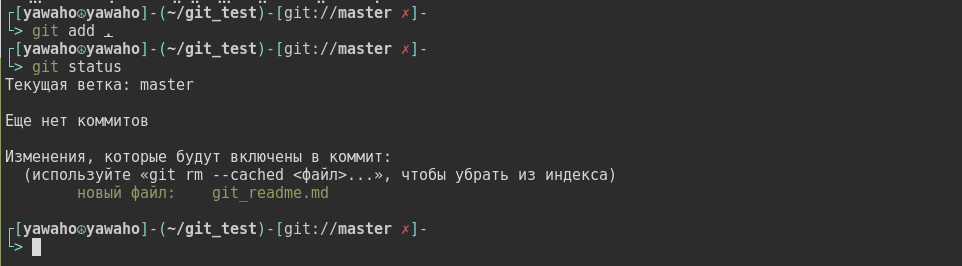 ┌[yawaho☮yawaho]-(~/git_test)-[git://master ✗]-
└> git add .
┌[yawaho☮yawaho]-(~/git_test)-[git://master ✗]-
└> git status
Текущая ветка: master
Еще нет коммитов
Изменения, которые будут включены в коммит:
(используйте «git rm --cached <файл>...», чтобы убрать из индекса)
новый файл: git_readme.md
┌[yawaho☮yawaho]-(~/git_test)-[git://master ✗]-
└>